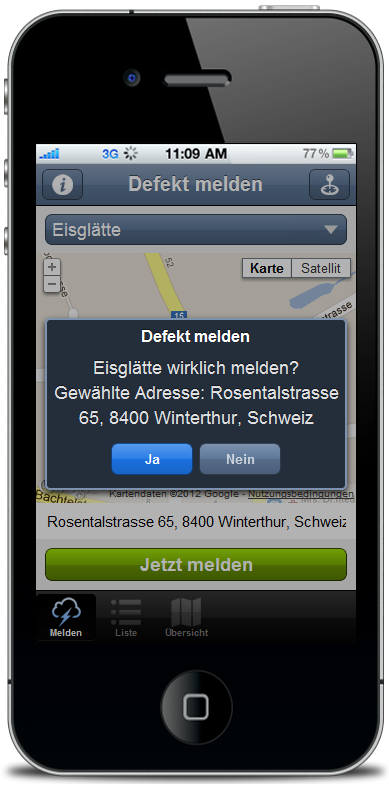 3G 11:09 AM 77%
i Defekt melden
Eisglätte
+ 52 Karte Satellit
−
15
Defekt melden
Eisglätte wirklich melden?
Gewählte Adresse: Rosentalstrasse
65, 8400 Winterthur, Schweiz
Ja Nein
Bachtels Kartendaten ©2012 Google - Nutzungsbedingungen
Rosentalstrasse 65, 8400 Winterthur, Schweiz
Jetzt melden
Melden Liste Übersicht